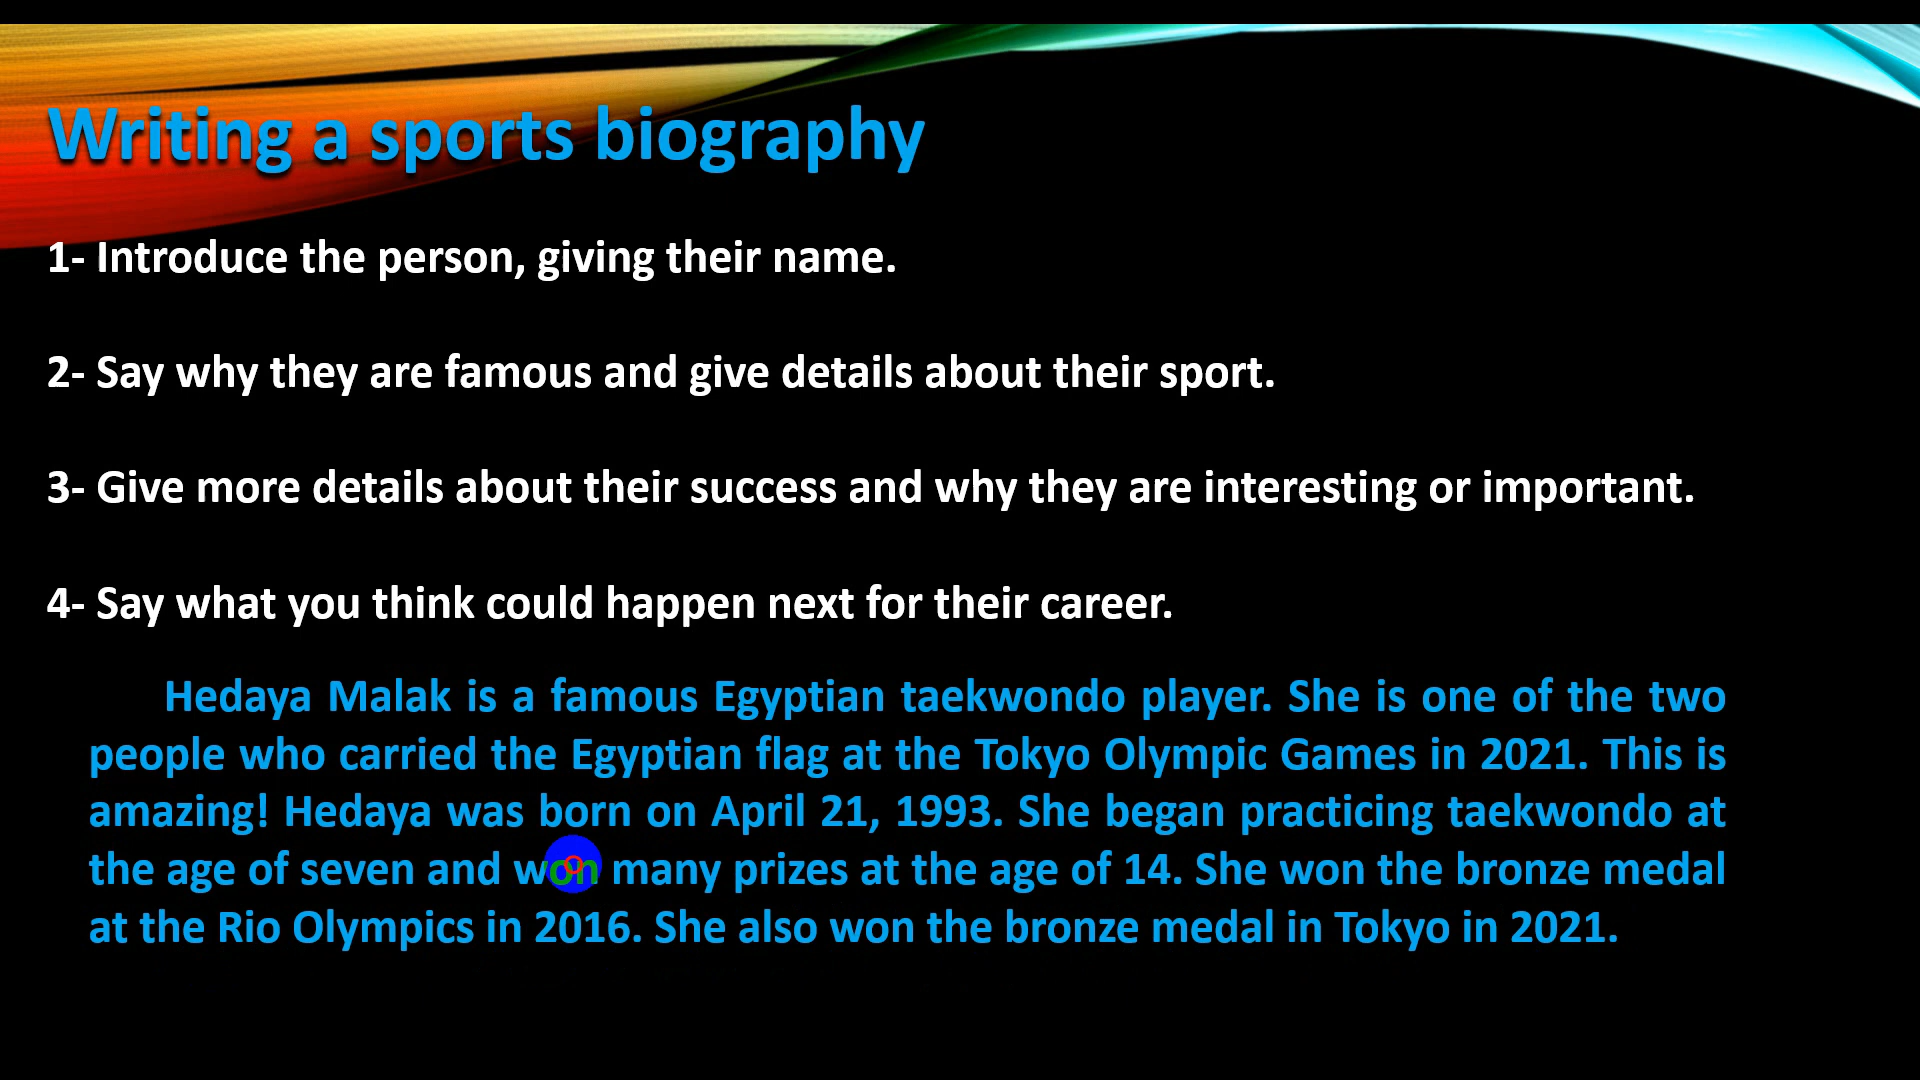 Writing a sports biography
1- Introduce the person, giving their name.
2- Say why they are famous and give details about their sport.
3- Give more details about their success and why they are interesting or important.
4- Say what you think could happen next for their career.
Hedaya Malak is a famous Egyptian taekwondo player. She is one of the two
people who carried the Egyptian flag at the Tokyo Olympic Games in 2021. This is
amazing! Hedaya was born on April 21, 1993. She began practicing taekwondo at
the age of seven and won many prizes at the age of 14. She won the bronze medal
at the Rio Olympics in 2016. She also won the bronze medal in Tokyo in 2021.